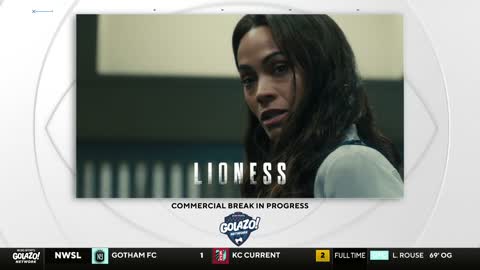 LIONESS
COMMERCIAL BREAK IN PROGRESS
GOLAZO!
NETWORK
GOLAZO!
NETWORK
NWSL
GOTHAM FC
1
KC CURRENT
2
FULL TIME
L. ROUSE 69' OG